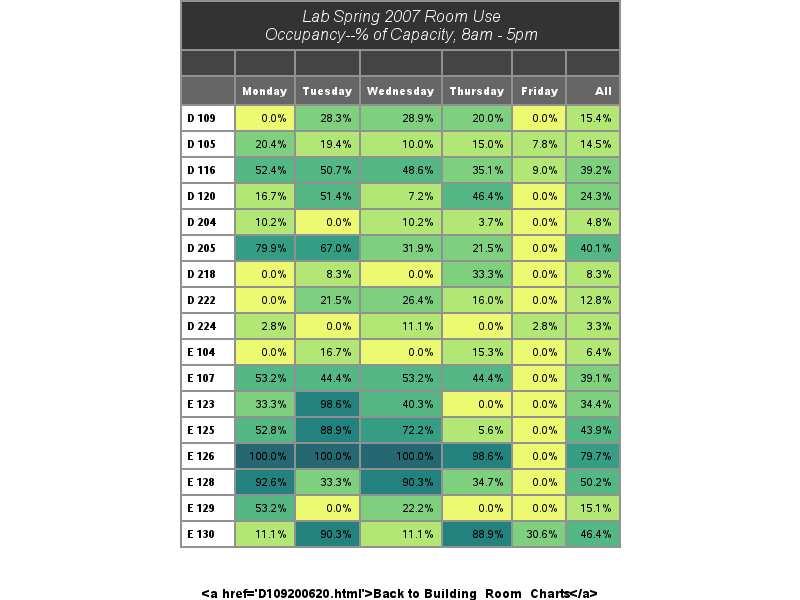 Lab Spring 2007 Room Use
Occupancy--% of Capacity, 8am - 5pm
Monday Tuesday Wednesday Thursday Friday All
D 109 0.0% 28.3% 28.9% 20.0% 0.0% 15.4%
D 105 20.4% 19.4% 10.0% 15.0% 7.8% 14.5%
D 116 52.4% 50.7% 48.6% 35.1% 9.0% 39.2%
D 120 16.7% 51.4% 7.2% 46.4% 0.0% 24.3%
D 204 10.2% 0.0% 10.2% 3.7% 0.0% 4.8%
D 205 79.9% 67.0% 31.9% 21.5% 0.0% 40.1%
D 218 0.0% 8.3% 0.0% 33.3% 0.0% 8.3%
D 222 0.0% 21.5% 26.4% 16.0% 0.0% 12.8%
D 224 2.8% 0.0% 11.1% 0.0% 2.8% 3.3%
E 104 0.0% 16.7% 0.0% 15.3% 0.0% 6.4%
E 107 53.2% 44.4% 53.2% 44.4% 0.0% 39.1%
E 123 33.3% 98.6% 40.3% 0.0% 0.0% 34.4%
E 125 52.8% 88.9% 72.2% 5.6% 0.0% 43.9%
E 126 100.0% 100.0% 100.0% 98.6% 0.0% 79.7%
E 128 92.6% 33.3% 90.3% 34.7% 0.0% 50.2%
E 129 53.2% 0.0% 22.2% 0.0% 0.0% 15.1%
E 130 11.1% 90.3% 11.1% 88.9% 30.6% 46.4%
<a href='D109200620.html'>Back to Building_Room_Charts</a>